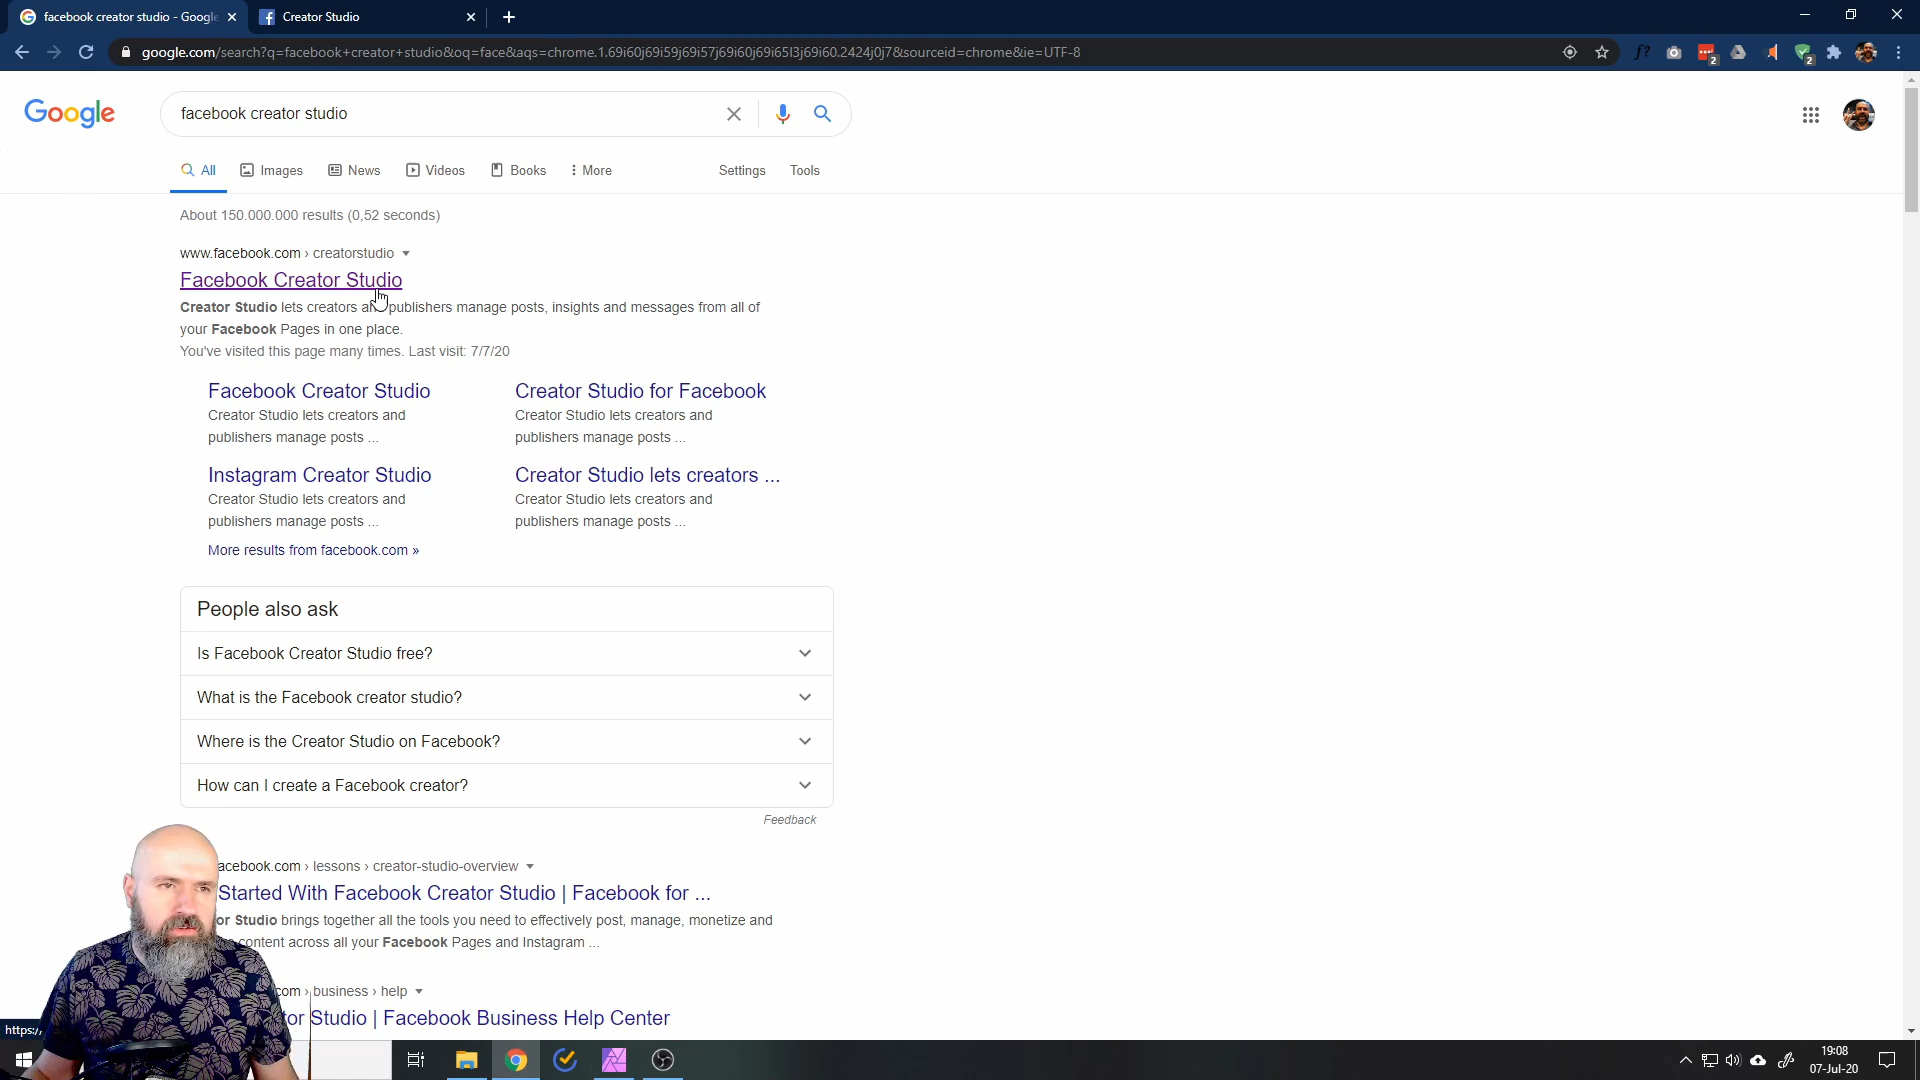 facebook creator studio - Google
Creator Studio
google.com/search?q=facebook+creator+studio&oq=face&aqs=chrome.1.69i60j69i59j69i57j69i60j69i65l3j69i60.2424j0j7&sourceid=chrome&ie=UTF-8
f?
2
2
Google
facebook creator studio
All
Images
News
Videos
Books
More
Settings
Tools
About 150.000.000 results (0,52 seconds)
www.facebook.com › creatorstudio
Facebook Creator Studio
Creator Studio lets creators and publishers manage posts, insights and messages from all of
your Facebook Pages in one place.
You've visited this page many times. Last visit: 7/7/20
Facebook Creator Studio
Creator Studio lets creators and
publishers manage posts ...
Creator Studio for Facebook
Creator Studio lets creators and
publishers manage posts ...
Instagram Creator Studio
Creator Studio lets creators and
publishers manage posts ...
Creator Studio lets creators ...
Creator Studio lets creators and
publishers manage posts ...
More results from facebook.com »
People also ask
Is Facebook Creator Studio free?
What is the Facebook creator studio?
Where is the Creator Studio on Facebook?
How can I create a Facebook creator?
Feedback
acebook.com › lessons › creator-studio-overview
Started With Facebook Creator Studio | Facebook for ...
or Studio brings together all the tools you need to effectively post, manage, monetize and
content across all your Facebook Pages and Instagram ...
com › business › help
tor Studio | Facebook Business Help Center
https:/
19:08
07-Jul-20